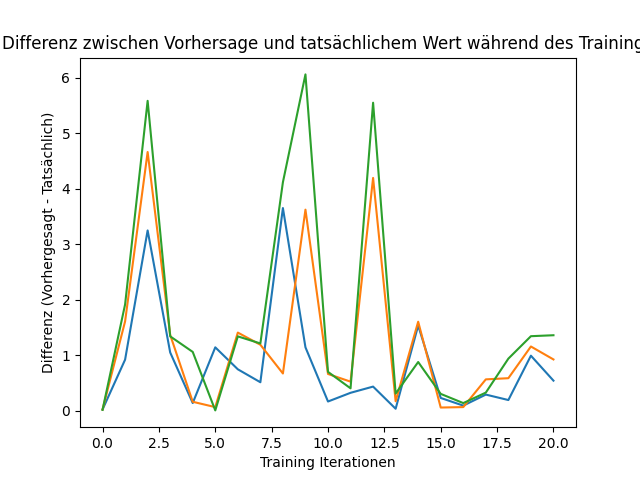 Differenz zwischen Vorhersage und tatsächlichem Wert während des Training
Differenz (Vorhergesagt - Tatsächlich)
6
5
4
3
2
1
0
0.0 2.5 5.0 7.5 10.0 12.5 15.0 17.5 20.0
Training Iterationen